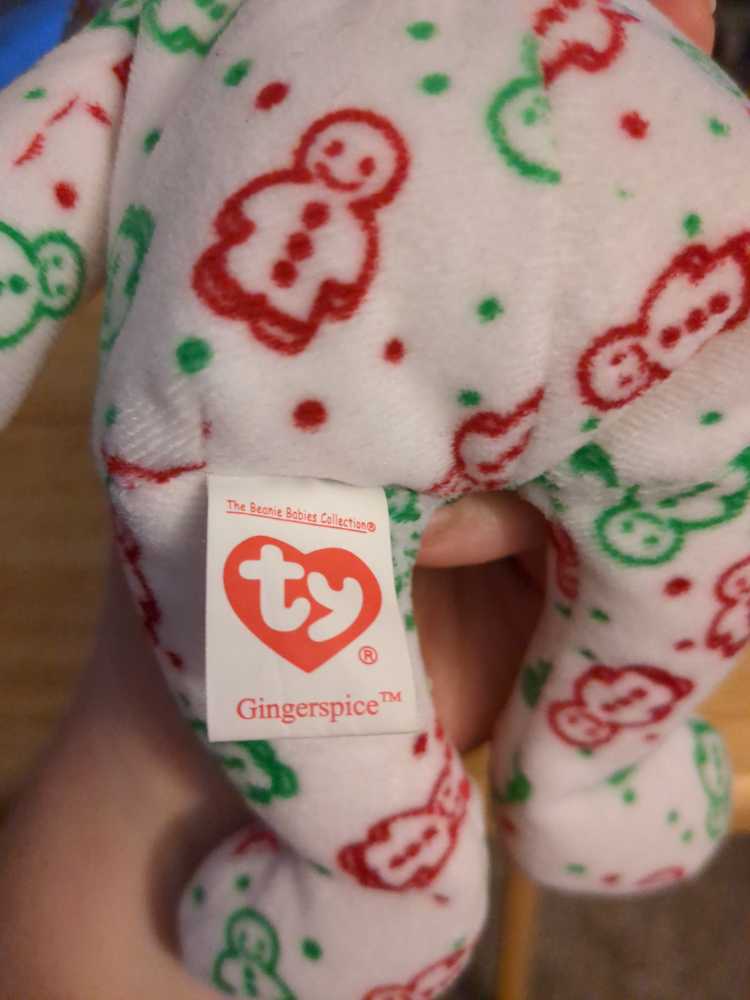 The Beanie Babies Collection®
ty
®
Gingerspice™